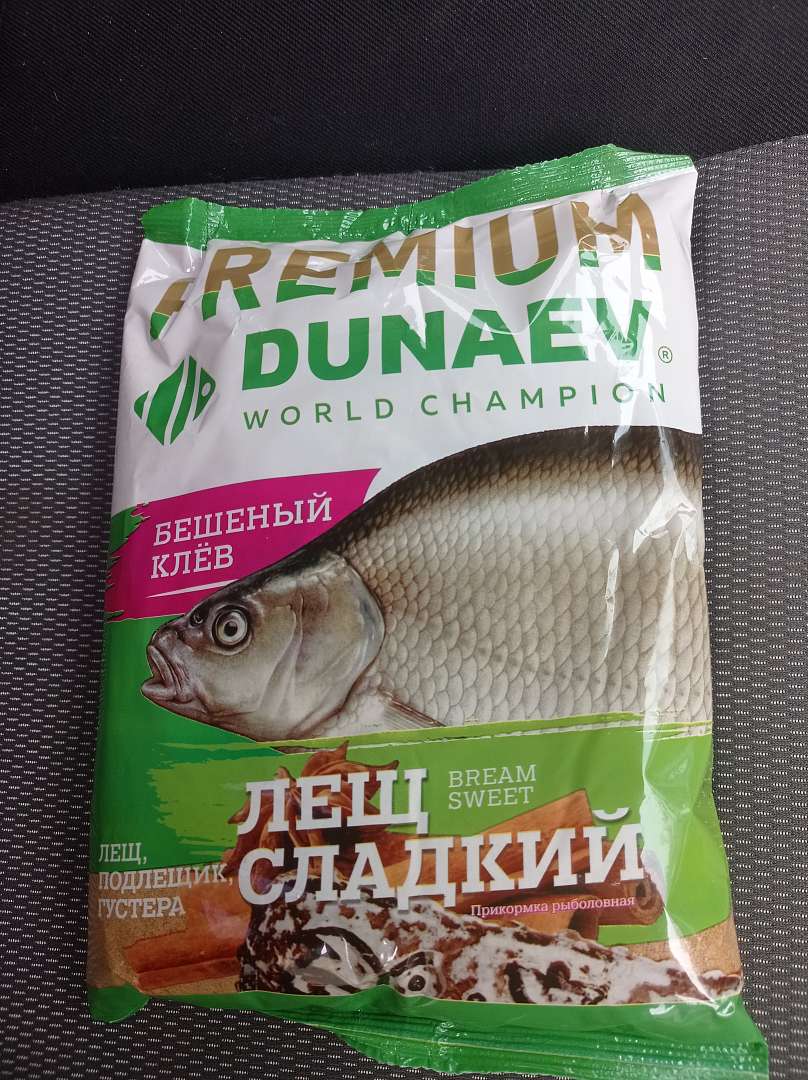 PREMIUM
DUNAEV®
WORLD CHAMPION
БЕШЕНЫЙ
КЛЁВ
ЛЕЩ
BREAM
SWEET
СЛАДКИЙ
ЛЕЩ,
ПОДЛЕЩИК,
ГУСТЕРА
Прикормка рыболовная